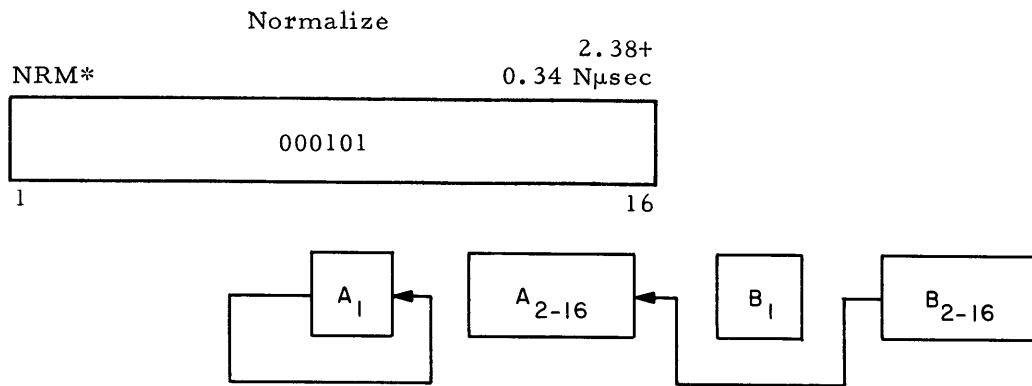 Normalize
2.38+
NRM* 0.34 Nμsec
000101
1 16
A₁ A₂₋₁₆ B₁ B₂₋₁₆